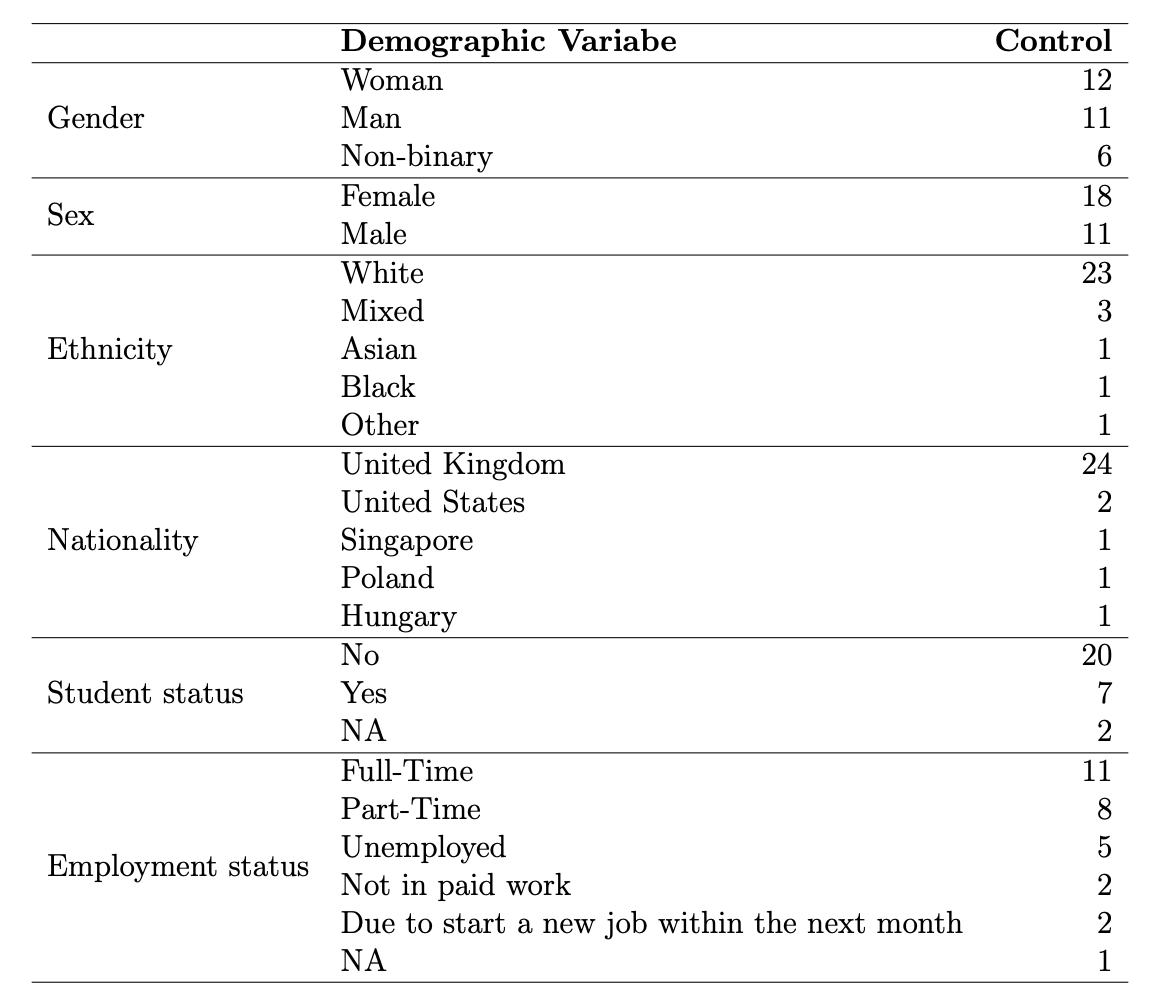 Demographic Variabe Control
Woman 12
Gender Man 11
Non-binary 6
Female 18
Sex
Male 11
White 23
Mixed 3
Ethnicity Asian 1
Black 1
Other 1
United Kingdom 24
United States 2
Nationality Singapore 1
Poland 1
Hungary 1
No 20
Student status Yes 7
NA 2
Full-Time 11
Part-Time 8
Unemployed 5
Employment status
Not in paid work 2
Due to start a new job within the next month 2
NA 1